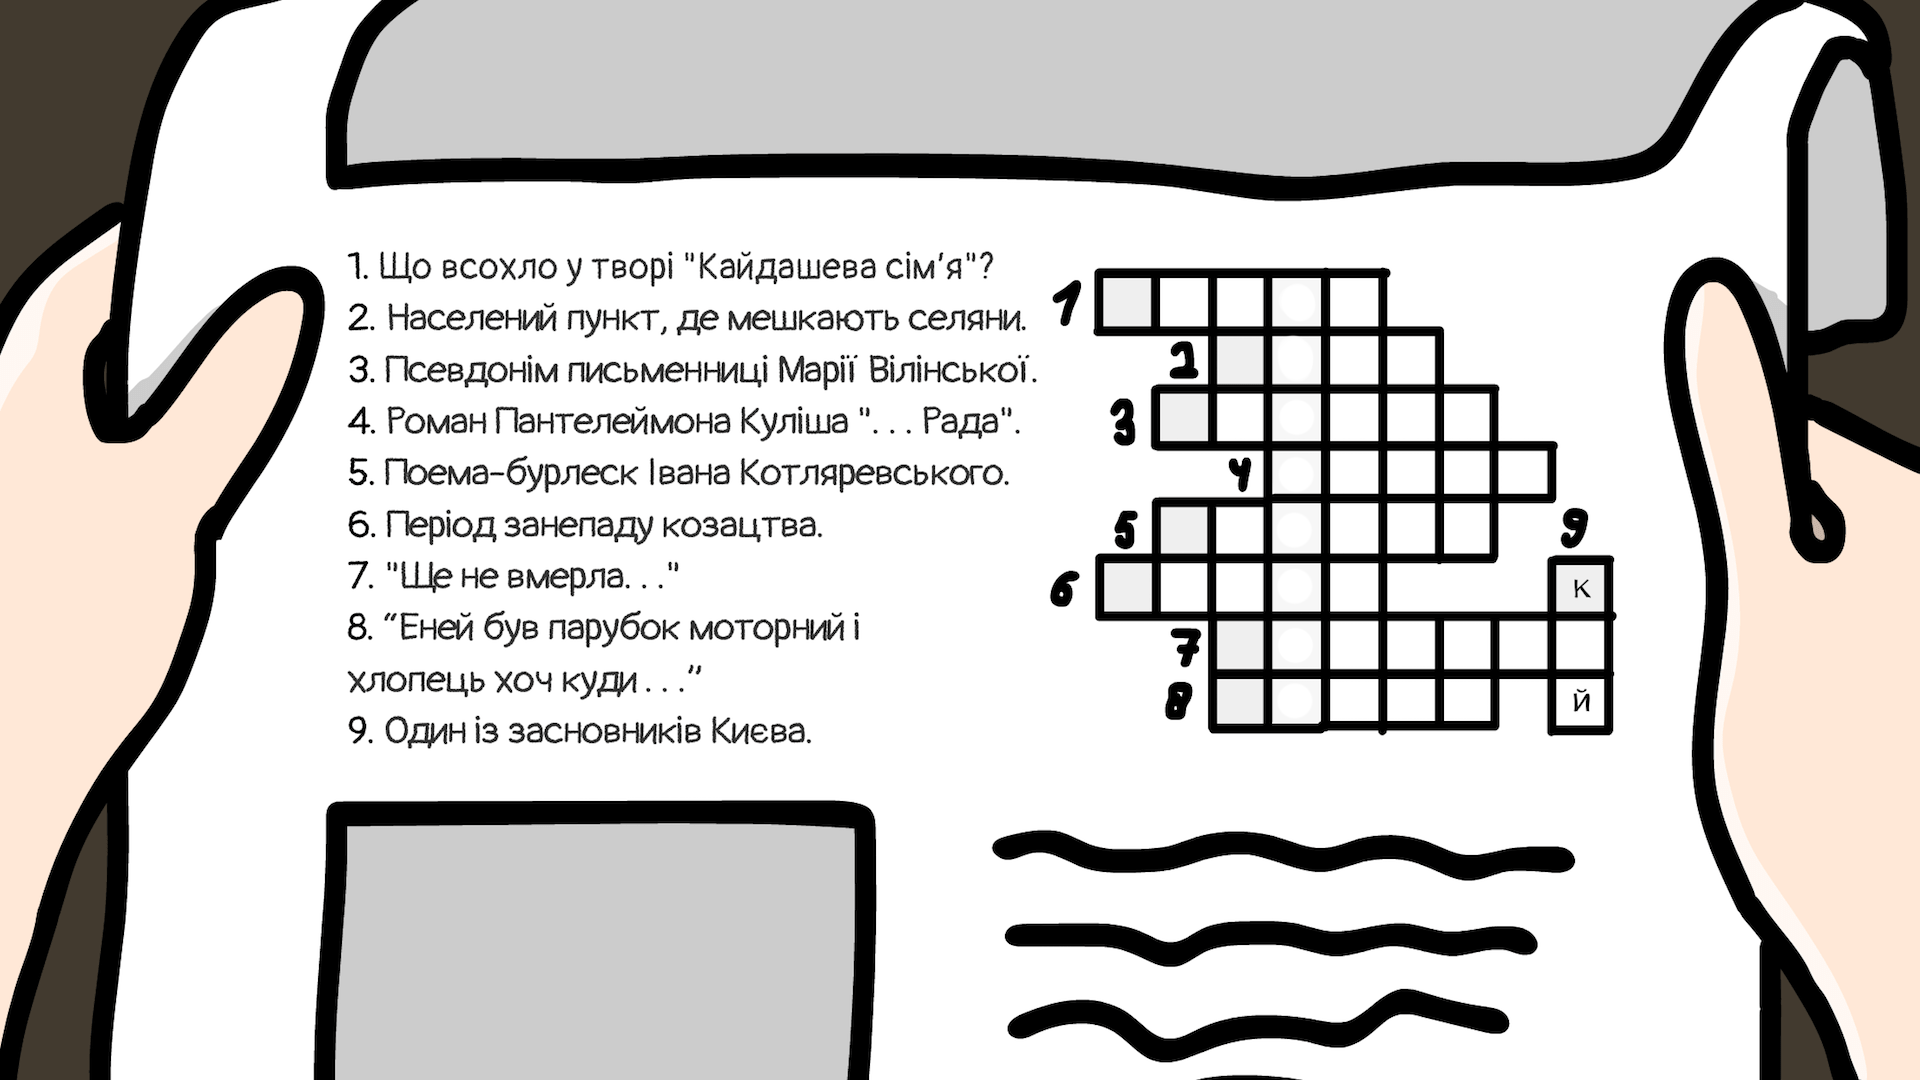 1. Що всохло у творі "Кайдашева сім’я"?
2. Населений пункт, де мешкають селяни.
3. Псевдонім письменниці Марії Вілінської.
4. Роман Пантелеймона Куліша "... Рада".
5. Поема-бурлеск Івана Котляревського.
6. Період занепаду козацтва.
7. "Ще не вмерла..."
8. “Еней був парубок моторний і
хлопець хоч куди...”
9. Один із засновників Києва.
1
2
3
4
5
9
6
К
7
8
Й